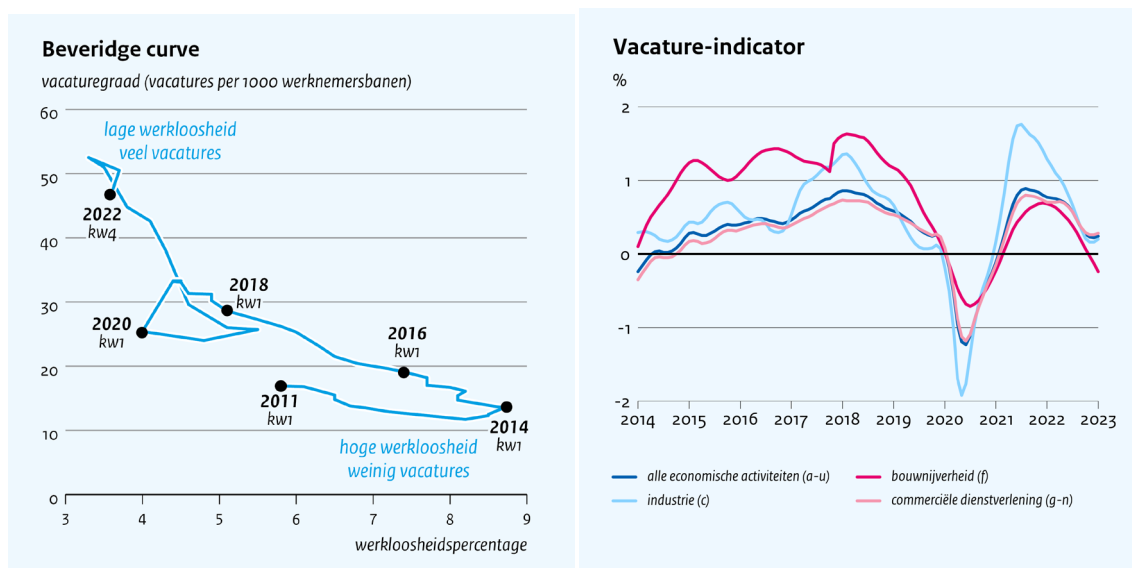 Beveridge curve
vacaturegraad (vacatures per 1000 werknemersbanen)
60
50
40
30
20
10
0
lage werkloosheid
veel vacatures
2022
kw4
2018
kw1
2020
kw1
2016
kw1
2011
kw1
2014
kw1
hoge werkloosheid
weinig vacatures
3 4 5 6 7 8 9
werkloosheidspercentage
Vacature-indicator
%
2
1
0
-1
-2
2014 2015 2016 2017 2018 2019 2020 2021 2022 2023
alle economische activiteiten (a-u)
bouwnijverheid (f)
industrie (c)
commerciële dienstverlening (g-n)